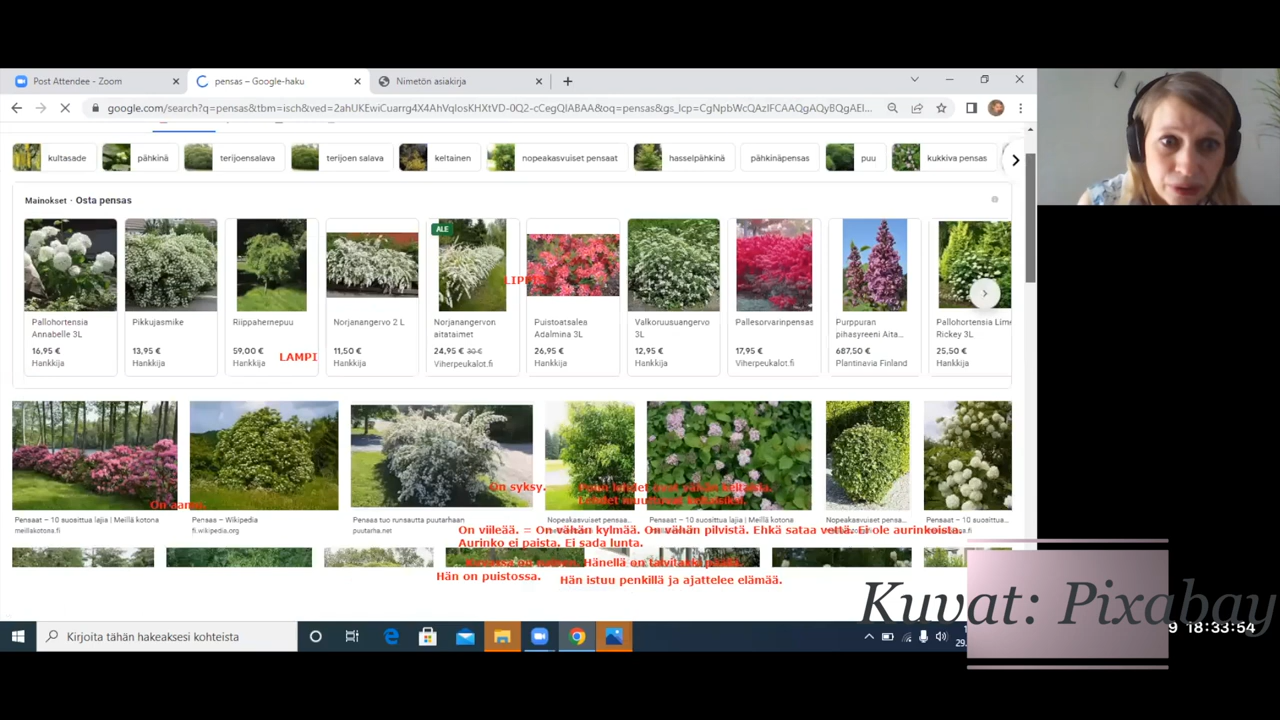 Post Attendee - Zoom
pensas – Google-haku
Nimetön asiakirja
google.com/search?q=pensas&tbm=isch&ved=2ahUKEwiCuarrg4X4AhVqlosKHXtVD-0Q2-cCegQIABAA&oq=pensas&gs_lcp=CgNpbWcQAzIFCAAQgAQyBQgAEI...
kultasade
pähkinä
terijoensalava
terijoen salava
keltainen
nopeakasvuiset pensaat
hasselpähkinä
pähkinäpensas
puu
kukkiva pensas
Mainokset · Osta pensas
ALE
Pallohortensia Annabelle 3L
16,95 €
Hankkija
Pikkujasmike
13,95 €
Hankkija
Riippahernepuu
59,00 €
Hankkija
LAMPI
Norjanangervo 2 L
11,50 €
Hankkija
Norjanangervon aitataimet
24,95 € 30 €
Viherpeukalot.fi
Puistoatsalea Adalmina 3L
26,95 €
Hankkija
Valkoruusuangervo 3L
12,95 €
Hankkija
Pallesorvarinpensas
17,95 €
Viherpeukalot.fi
Purppuran pihasyreeni Aita...
687,50 €
Plantinavia Finland
Pallohortensia Lime Rickey 3L
25,50 €
Hankkija
On syksy.
Pensaat – 10 suosittua lajia | Meillä kotona
meillakotona.fi
Pensas – Wikipedia
fi.wikipedia.org
Pensas tuo runsautta puutarhaan
puutarha.net
Nopeakasvuiset pensaa...
Pensaat – 10 suosittua lajia | Meillä kotona
Nopeakasvuiset pensaa...
Pensaat – 10 suosittua...
On viileää. = On vähän kylmää. On vähän pilvistä. Ehkä sataa vettä. Ei ole aurinkoista.
Aurinko ei paista. Ei sada lunta.
Hänellä on
Hän on puistossa.
Hän istuu penkillä ja ajattelee elämää.
Kuvat: Pixabay
Kirjoita tähän hakeaksesi kohteista
9 18:33:54
29.